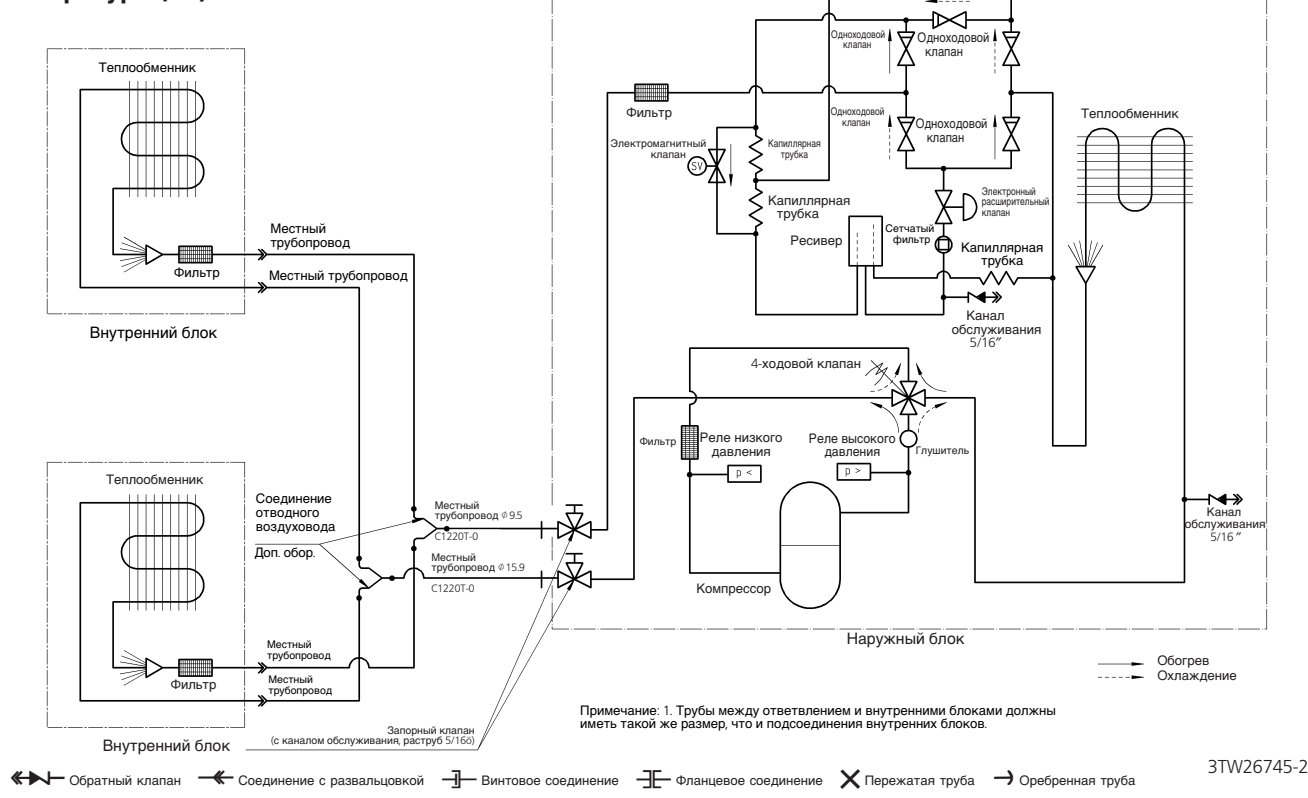 Одноходовой
клапан
Одноходовой
клапан
Теплообменник
Фильтр
Одноходовой
клапан
Одноходовой
клапан
Теплообменник
Электромагнитный
клапан
SV
Капиллярная
трубка
Капиллярная
трубка
Электронный
расширительный
клапан
Ресивер
Сетчатый
фильтр
Капиллярная
трубка
Местный
трубопровод
Фильтр
Местный трубопровод
Внутренний блок
Канал
обслуживания
5/16"
4-ходовой клапан
Фильтр
Реле низкого
давления
p <
Реле высокого
давления
p >
Глушитель
Теплообменник
Соединение
отводного
воздуховода
Доп. обор.
Местный
трубопровод ϕ 9.5
C1220T-0
Местный
трубопровод ϕ 15.9
C1220T-0
Компрессор
Канал
обслуживания
5/16 "
Наружный блок
Местный
трубопровод
Фильтр
Местный
трубопровод
Обогрев
Охлаждение
Примечание: 1. Трубы между ответвлением и внутренними блоками должны
иметь такой же размер, что и подсоединения внутренних блоков.
Внутренний блок
Запорный клапан
(с каналом обслуживания, раструб 5/16ö)
3TW26745-2
Обратный клапан
Соединение с развальцовкой
Винтовое соединение
Фланцевое соединение
Пережатая труба
Оребренная труба